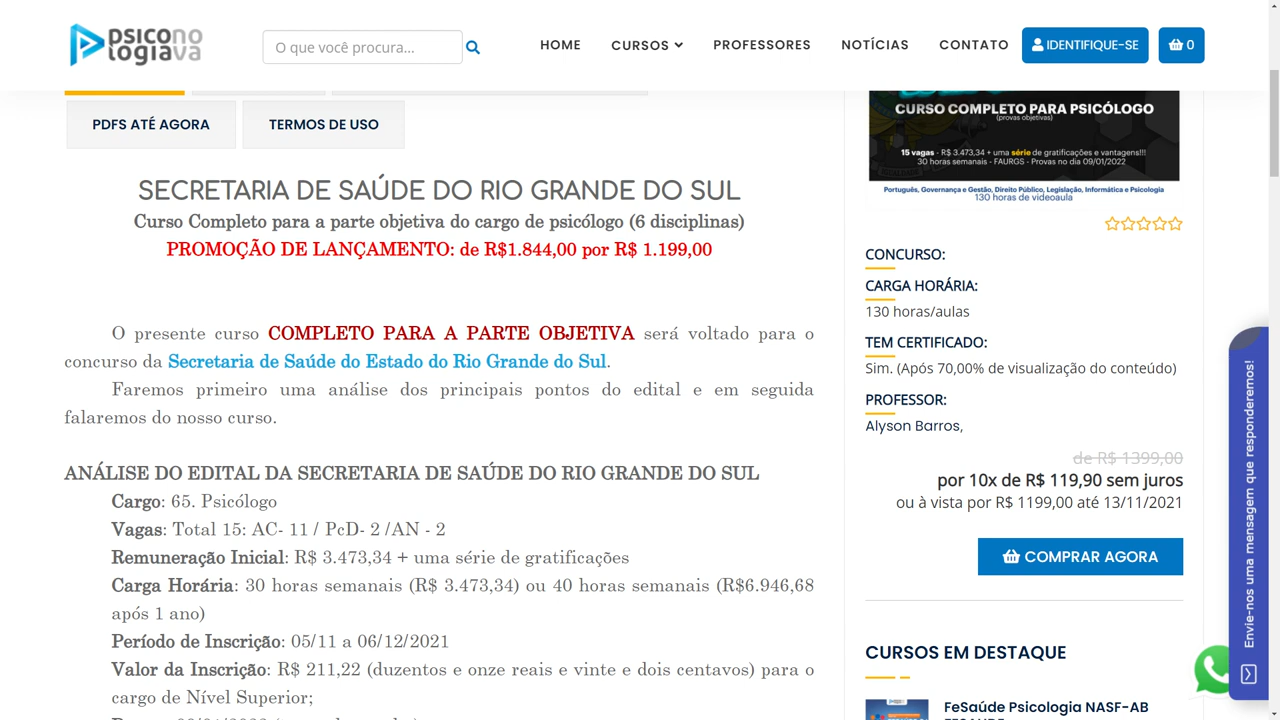 psicono
logiava
O que você procura...
HOME
CURSOS
PROFESSORES
NOTÍCIAS
CONTATO
IDENTIFIQUE-SE
0
PDFS ATÉ AGORA
TERMOS DE USO
SECRETARIA DE SAÚDE DO RIO GRANDE DO SUL
Curso Completo para a parte objetiva do cargo de psicólogo (6 disciplinas)
PROMOÇÃO DE LANÇAMENTO: de R$1.844,00 por R$ 1.199,00
O presente curso COMPLETO PARA A PARTE OBJETIVA será voltado para o
concurso da Secretaria de Saúde do Estado do Rio Grande do Sul.
Faremos primeiro uma análise dos principais pontos do edital e em seguida
falaremos do nosso curso.
ANÁLISE DO EDITAL DA SECRETARIA DE SAÚDE DO RIO GRANDE DO SUL
Cargo: 65. Psicólogo
Vagas: Total 15: AC- 11 / PcD- 2 /AN - 2
Remuneração Inicial: R$ 3.473,34 + uma série de gratificações
Carga Horária: 30 horas semanais (R$ 3.473,34) ou 40 horas semanais (R$6.946,68
após 1 ano)
Período de Inscrição: 05/11 a 06/12/2021
Valor da Inscrição: R$ 211,22 (duzentos e onze reais e vinte e dois centavos) para o
cargo de Nível Superior;
CURSO COMPLETO PARA PSICÓLOGO
(provas objetivas)
15 vagas - R$ 3.473,34 + uma série de gratificações e vantagens!!!
30 horas semanais - FAURGS - Provas no dia 09/01/2022
Português, Governança e Gestão, Direito Público, Legislação, Informática e Psicologia
130 horas de videoaula
CONCURSO:
CARGA HORÁRIA:
130 horas/aulas
TEM CERTIFICADO:
Sim. (Após 70,00% de visualização do conteúdo)
PROFESSOR:
Alyson Barros,
de R$ 1399,00
por 10x de R$ 119,90 sem juros
ou à vista por R$ 1199,00 até 13/11/2021
COMPRAR AGORA
CURSOS EM DESTAQUE
FeSaúde Psicologia NASF-AB
Envie-nos uma mensagem que responderemos!